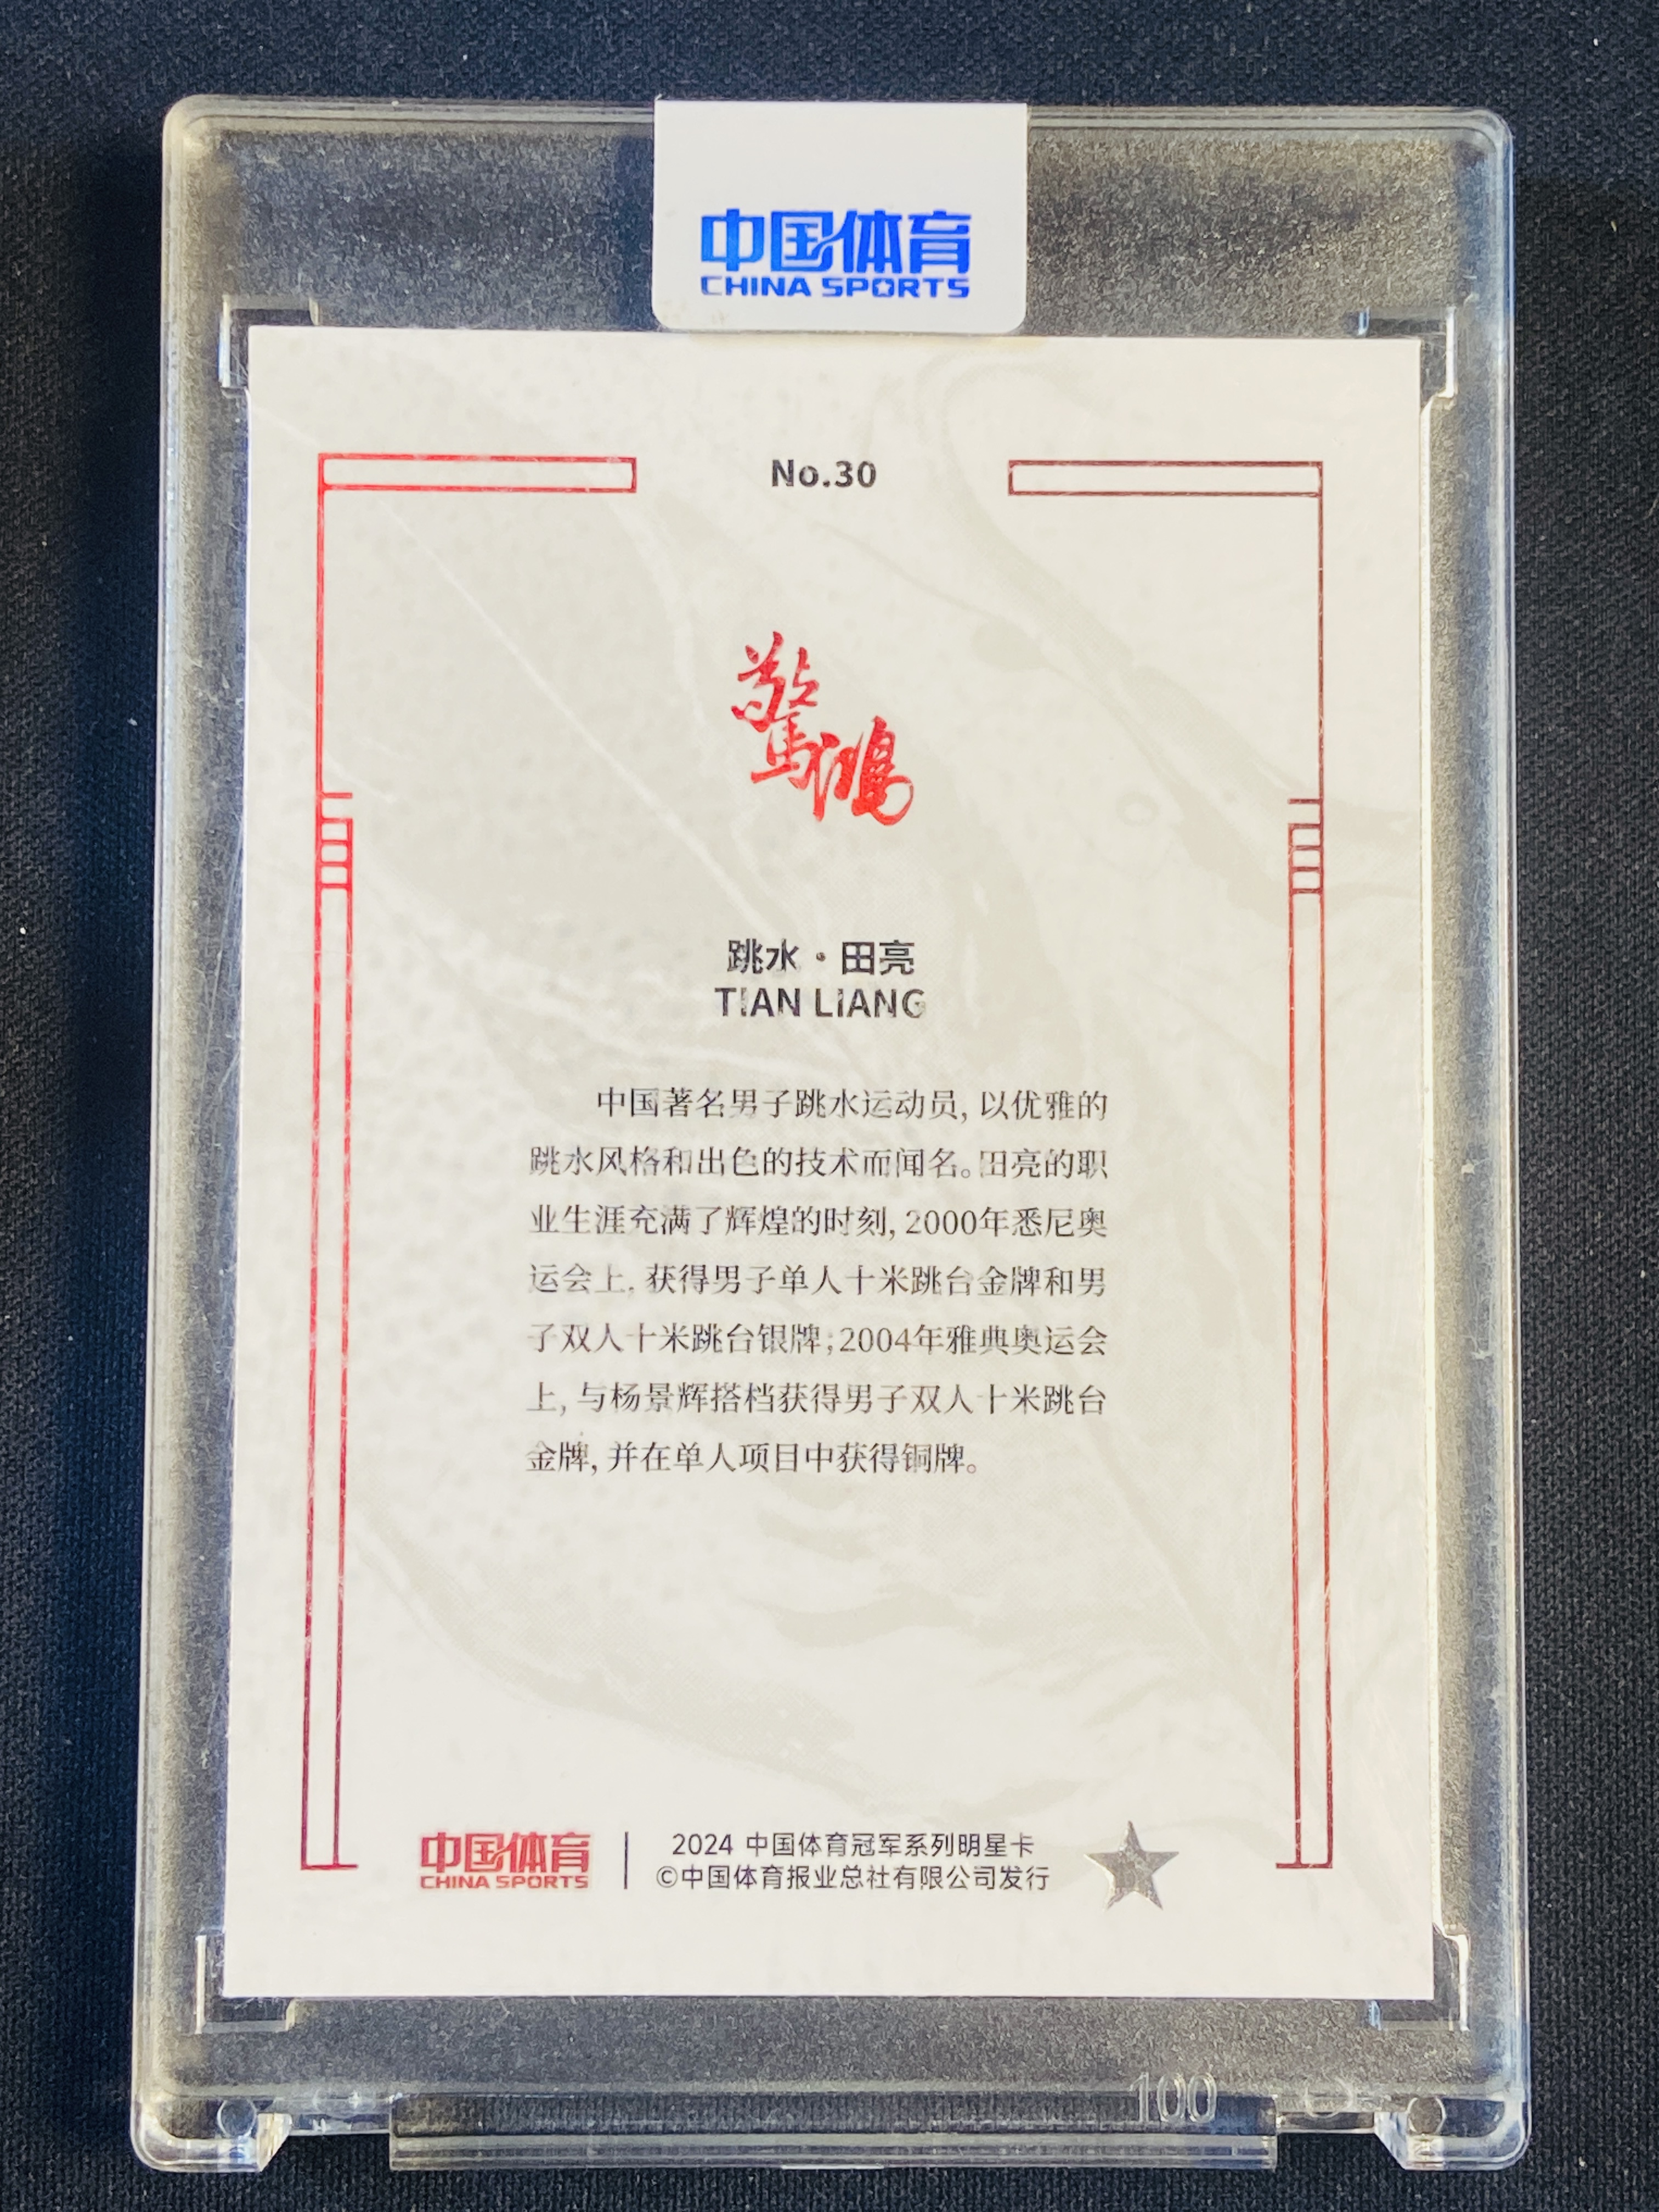 中国体育
CHINA SPORTS
No.30
驚鴻
跳水·田亮
TIAN LIANG
中国著名男子跳水运动员,以优雅的
跳水风格和出色的技术而闻名。田亮的职
业生涯充满了辉煌的时刻,2000年悉尼奥
运会上,获得男子单人十米跳台金牌和男
子双人十米跳台银牌;2004年雅典奥运会
上,与杨景辉搭档获得男子双人十米跳台
金牌,并在单人项目中获得铜牌。
中国体育
CHINA SPORTS
2024 中国体育冠军系列明星卡
©中国体育报业总社有限公司发行
100